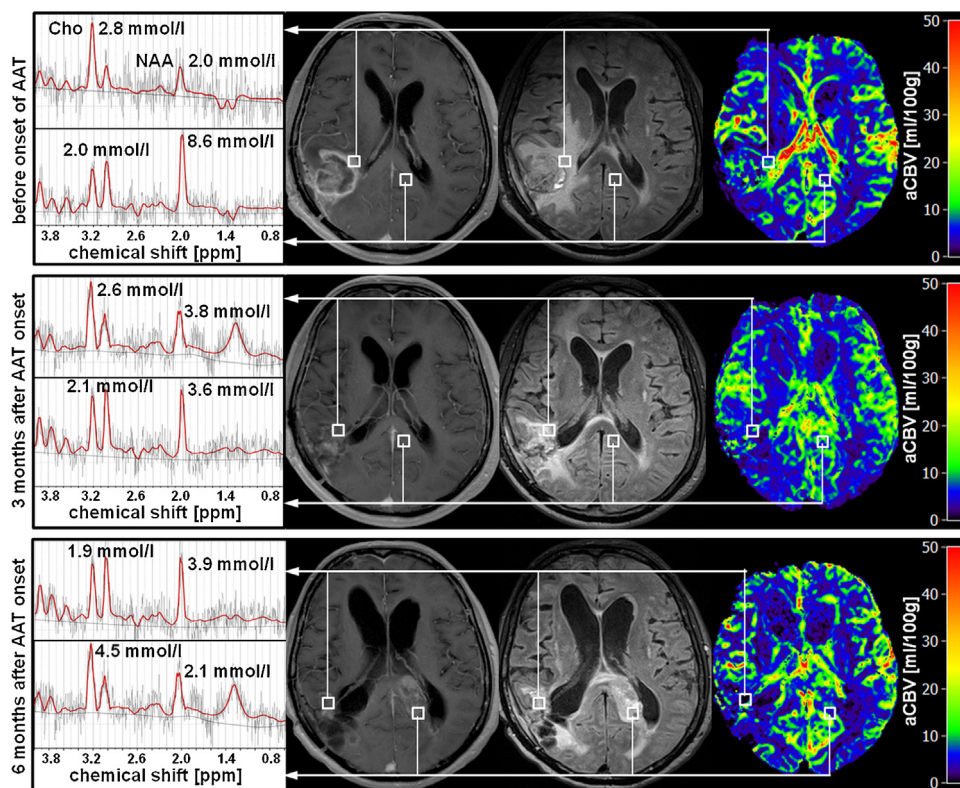 before onset of AAT
Cho 2.8 mmol/l
NAA 2.0 mmol/l
2.0 mmol/l 8.6 mmol/l
3.8 3.2 2.6 2.0 1.4 0.8
chemical shift [ppm]
50
40
30
20
10
0
aCBV [ml/100g]
3 months after AAT onset
2.6 mmol/l
3.8 mmol/l
2.1 mmol/l 3.6 mmol/l
3.8 3.2 2.6 2.0 1.4 0.8
chemical shift [ppm]
50
40
30
20
10
0
aCBV [ml/100g]
6 months after AAT onset
1.9 mmol/l
3.9 mmol/l
4.5 mmol/l
2.1 mmol/l
3.8 3.2 2.6 2.0 1.4 0.8
chemical shift [ppm]
50
40
30
20
10
0
aCBV [ml/100g]